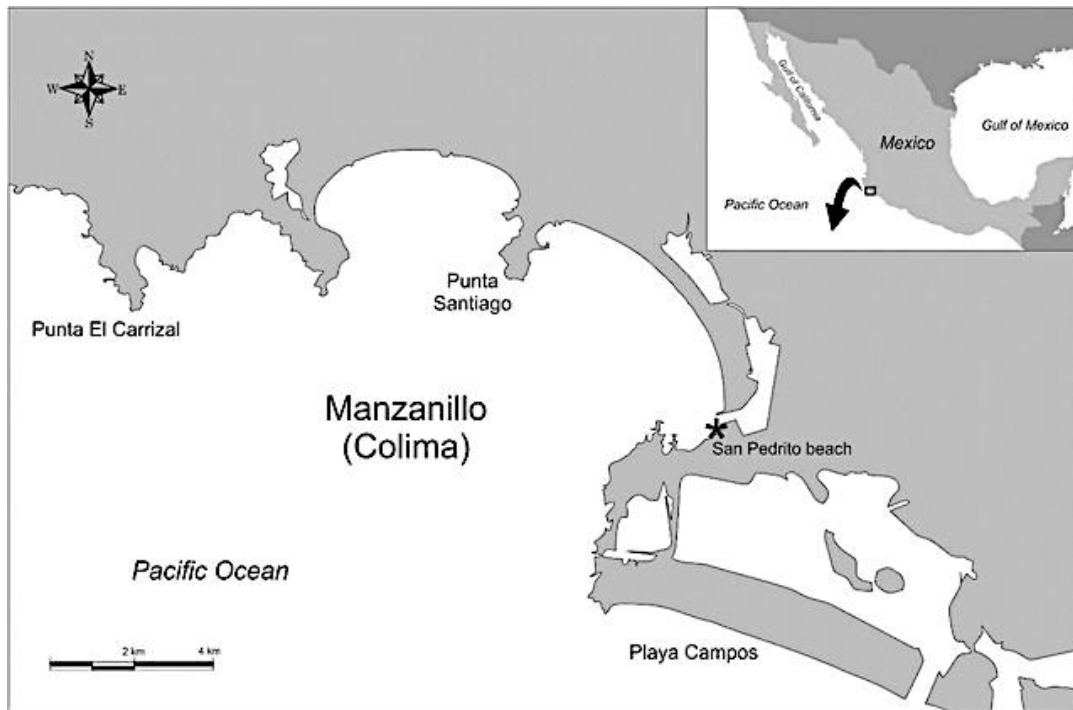 N
W E
S
Gulf of California
Mexico
Gulf of Mexico
Pacific Ocean
Punta
Santiago
Punta El Carrizal
Manzanillo
(Colima)
San Pedrito beach
Pacific Ocean
Playa Campos
2 km 4 km